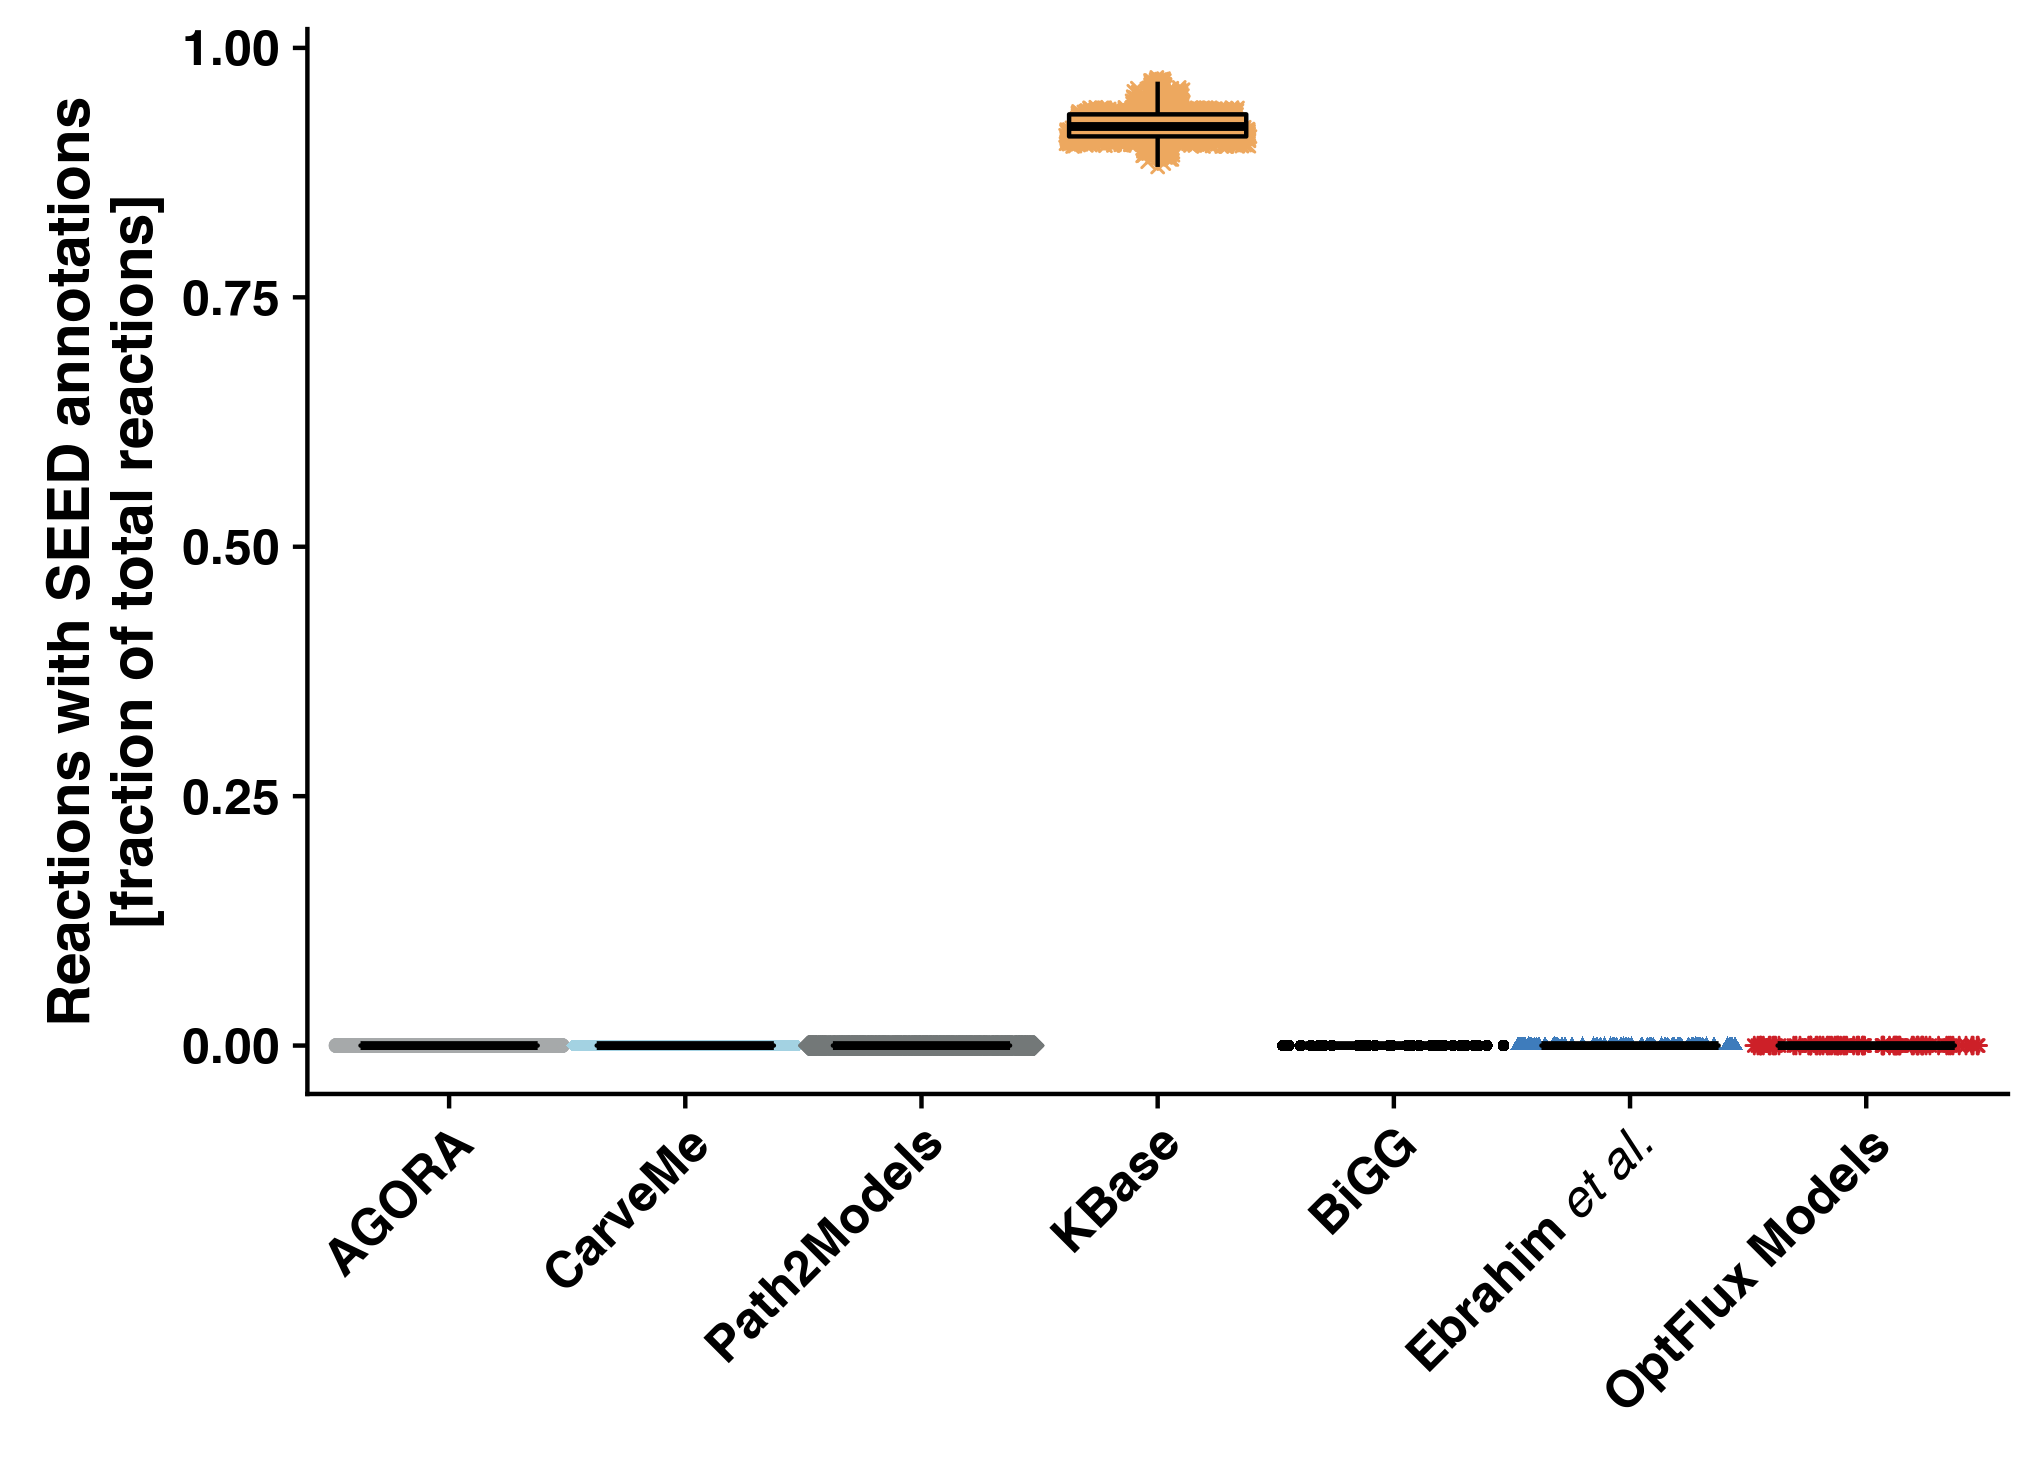 Reactions with SEED annotations
[fraction of total reactions]
1.00
0.75
0.50
0.25
0.00
AGORA
CarveMe
Path2Models
KBase
BiGG
Ebrahim et al.
OptFlux Models